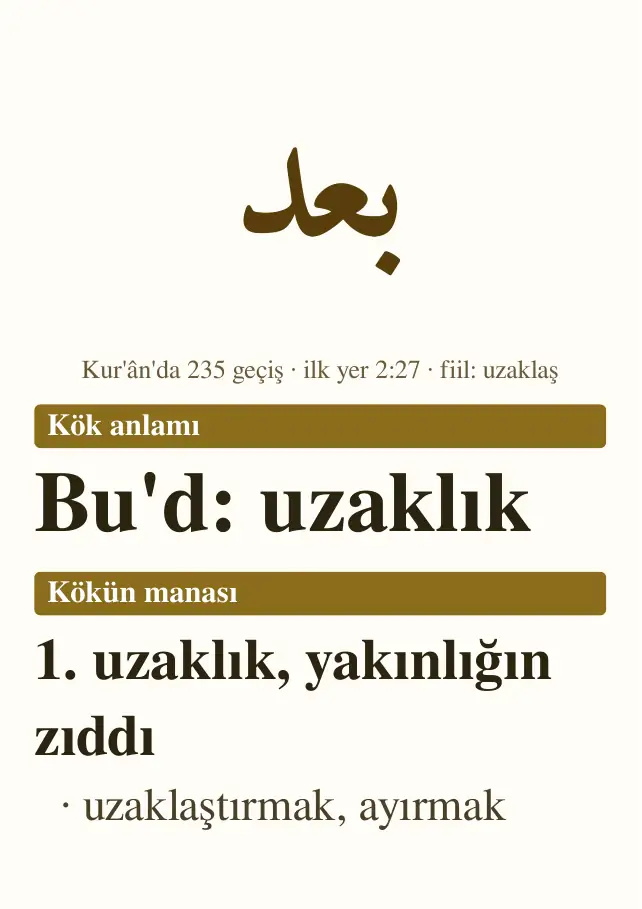 بعد
Kur'ân'da 235 geçiş · ilk yer 2:27 · fiil: uzaklaş
Kök anlamı
Bu'd: uzaklık
Kökün manası
1. uzaklık, yakınlığın
zıddı
· uzaklaştırmak, ayırmak